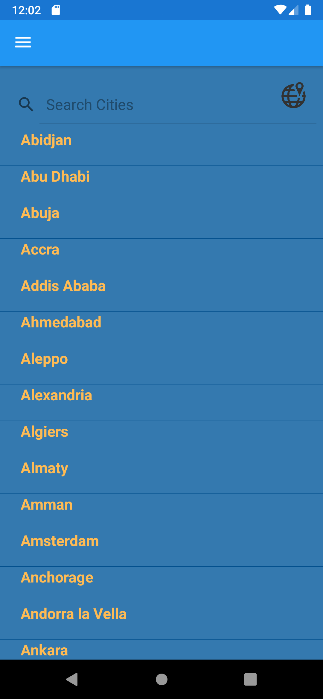 12:02
Search Cities
Abidjan
Abu Dhabi
Abuja
Accra
Addis Ababa
Ahmedabad
Aleppo
Alexandria
Algiers
Almaty
Amman
Amsterdam
Anchorage
Andorra la Vella
Ankara